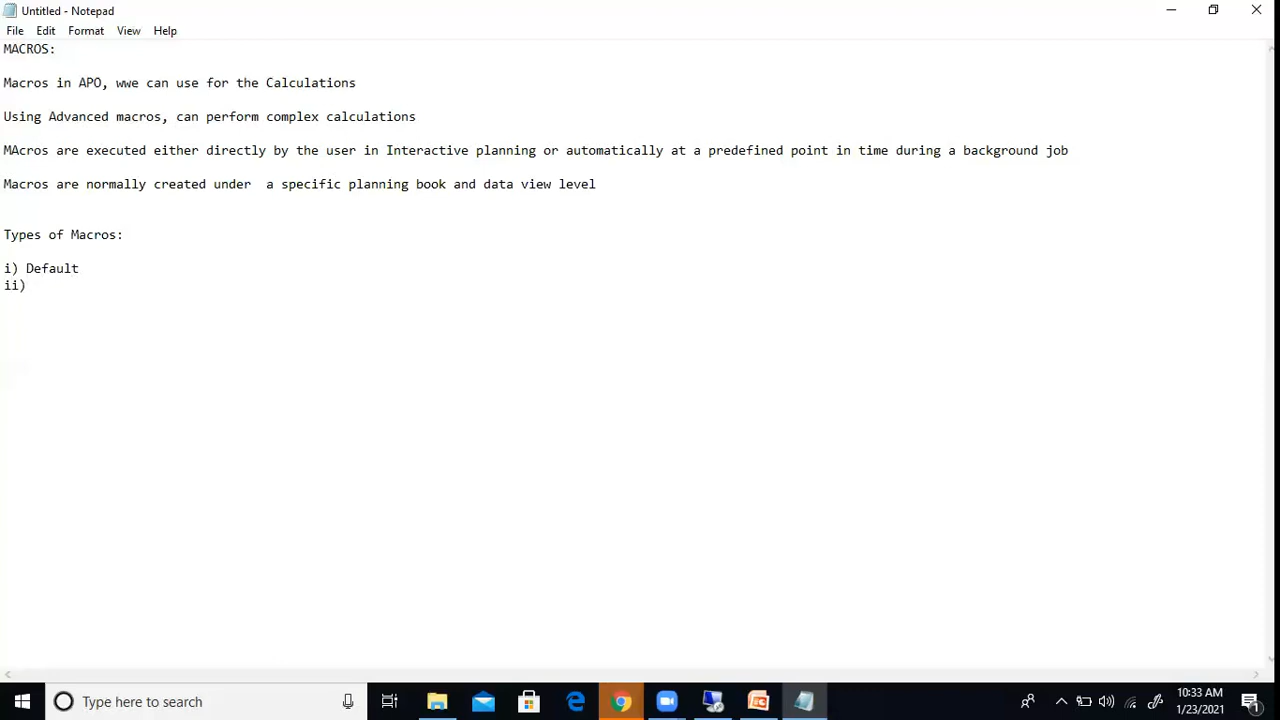 Untitled - Notepad
File Edit Format View Help
MACROS:
Macros in APO, wwe can use for the Calculations
Using Advanced macros, can perform complex calculations
MAcros are executed either directly by the user in Interactive planning or automatically at a predefined point in time during a background job
Macros are normally created under  a specific planning book and data view level
Types of Macros:
i) Default
ii)
Type here to search
10:33 AM
1/23/2021
1